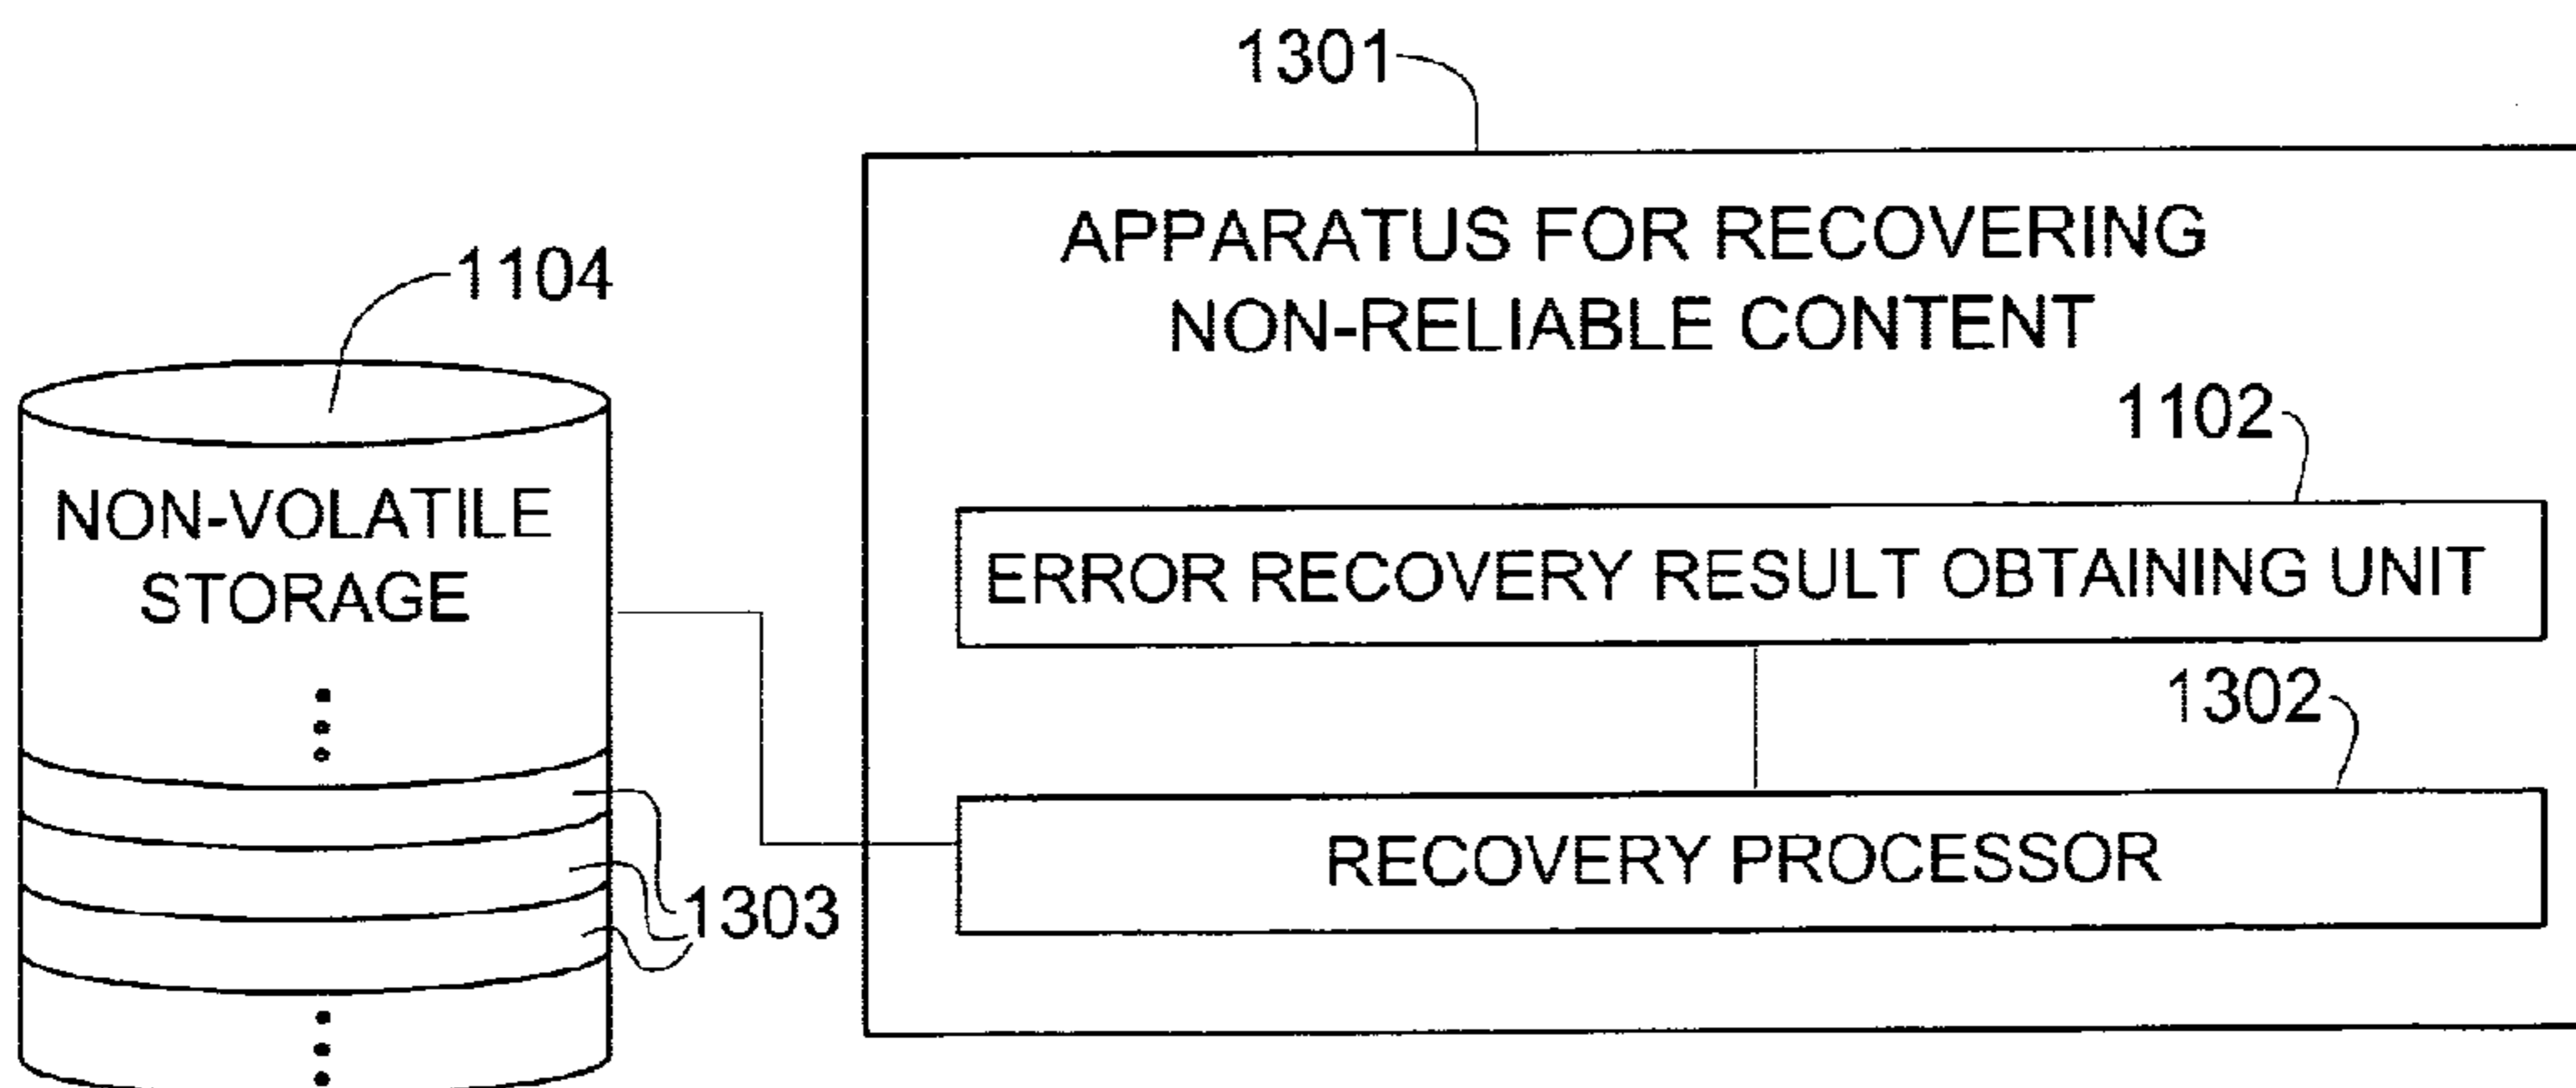 1301
APPARATUS FOR RECOVERING
NON-RELIABLE CONTENT
1104
NON-VOLATILE
STORAGE
1102
ERROR RECOVERY RESULT OBTAINING UNIT
1302
RECOVERY PROCESSOR
1303